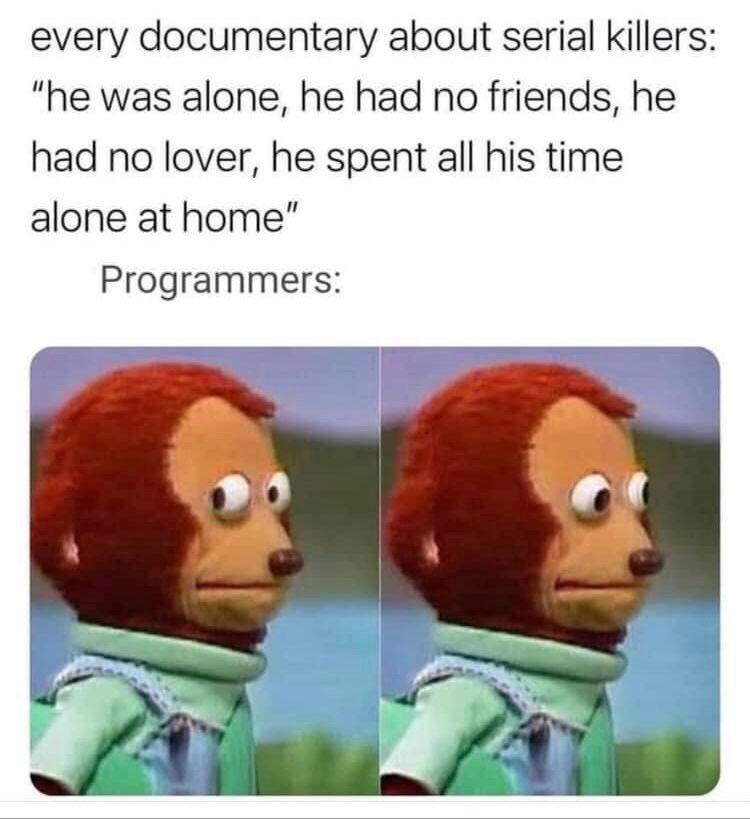 every documentary about serial killers:
"he was alone, he had no friends, he
had no lover, he spent all his time
alone at home"
Programmers: